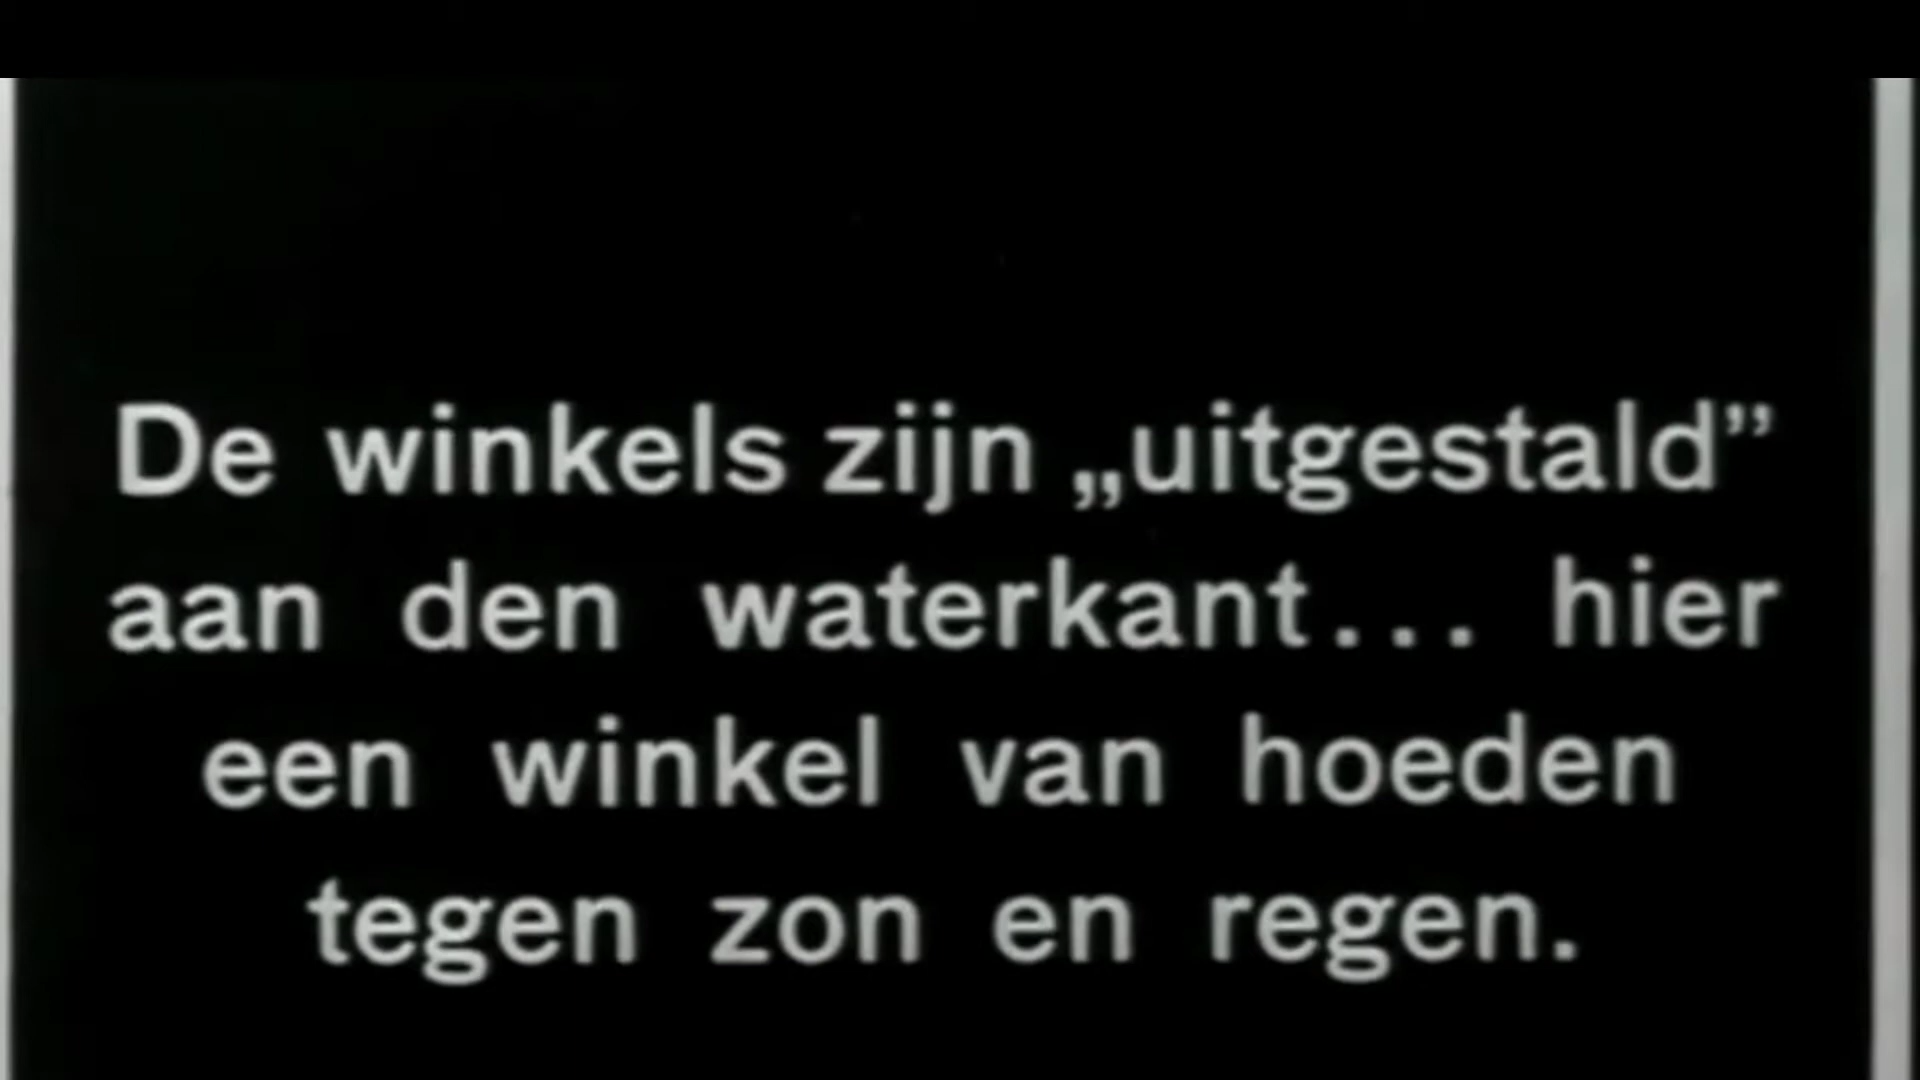 De winkels zijn „uitgestald”
aan den waterkant... hier
een winkel van hoeden
tegen zon en regen.